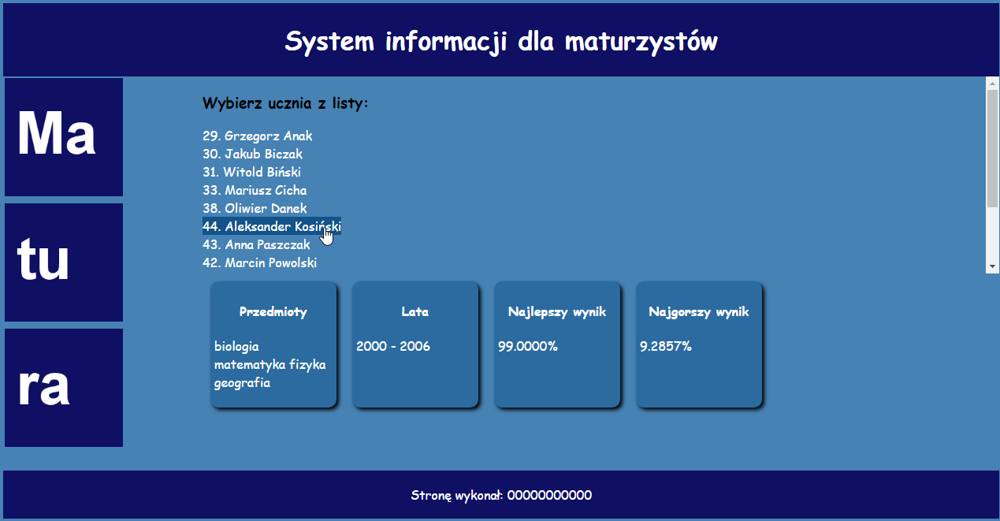 System informacji dla maturzystów
Ma
tu
ra
Wybierz ucznia z listy:
29. Grzegorz Anak
30. Jakub Biczak
31. Witold Biński
33. Mariusz Cicha
38. Oliwier Danek
44. Aleksander Kosiński
43. Anna Paszczak
42. Marcin Powolski
Przedmioty
biologia
matematyka fizyka
geografia
Lata
2000 - 2006
Najlepszy wynik
99.0000%
Najgorszy wynik
9.2857%
Stronę wykonał: 00000000000